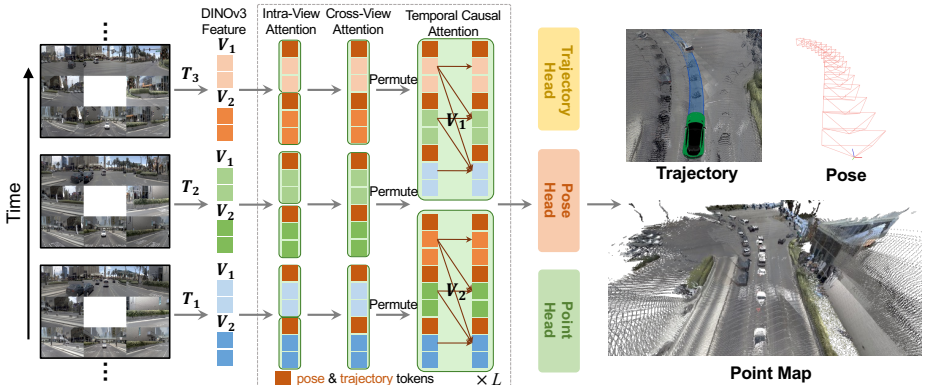 DINOv3
Feature
Intra-View
Attention
Cross-View
Attention
Temporal Causal
Attention
Time
T₃
V₁
V₂
Permute
V₁
T₂
V₁
V₂
Permute
T₁
V₁
V₂
Permute
V₂
pose & trajectory tokens
× L
Trajectory
Head
Pose
Head
Point
Head
Trajectory
Pose
Point Map